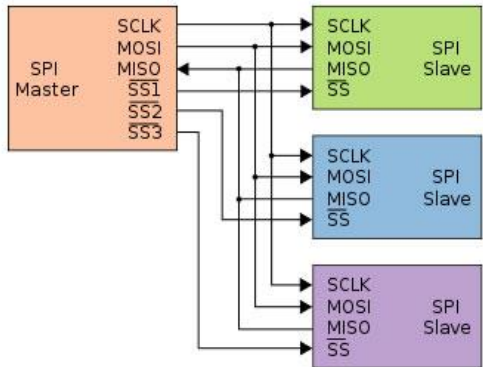 SCLK
MOSI
MISO
SS1
SS2
SS3
SPI
Master
SCLK
MOSI
MISO
SS
SPI
Slave
SCLK
MOSI
MISO
SS
SPI
Slave
SCLK
MOSI
MISO
SS
SPI
Slave